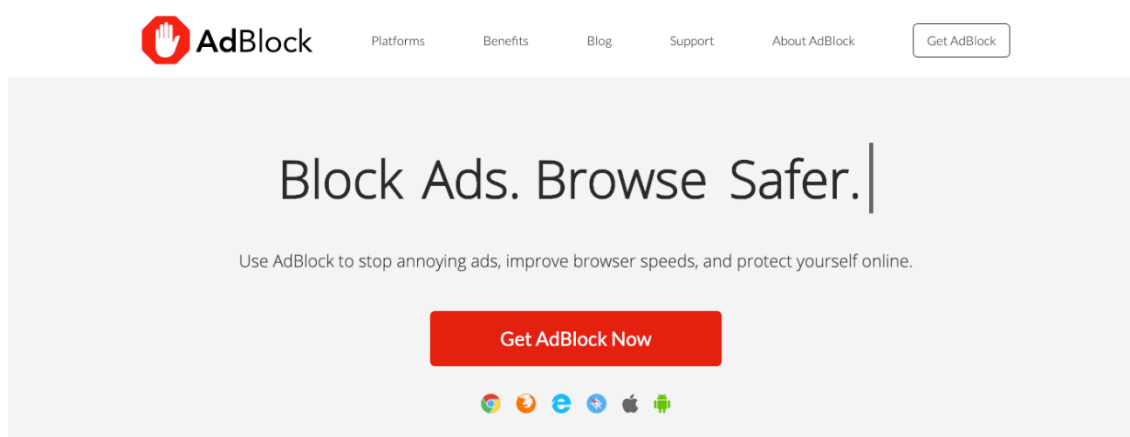 AdBlock
Platforms
Benefits
Blog
Support
About AdBlock
Get AdBlock
Block Ads. Browse Safer.
Use AdBlock to stop annoying ads, improve browser speeds, and protect yourself online.
Get AdBlock Now